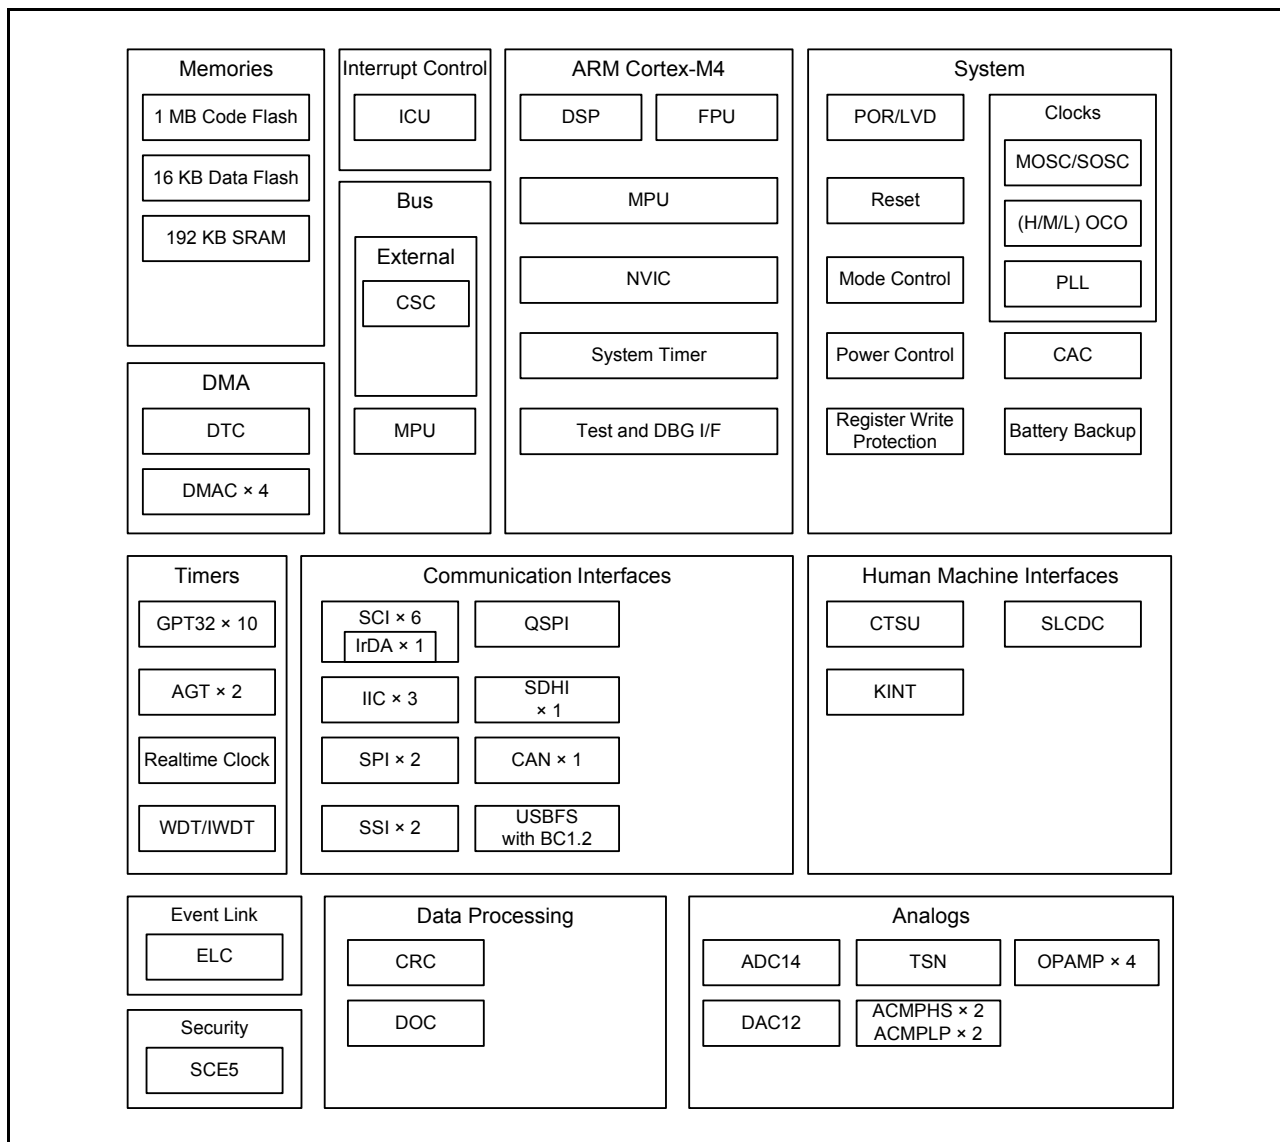 Memories
1 MB Code Flash
16 KB Data Flash
192 KB SRAM
DMA
DTC
DMAC × 4
Interrupt Control
ICU
Bus
External
CSC
MPU
ARM Cortex-M4
DSP
FPU
MPU
NVIC
System Timer
Test and DBG I/F
System
POR/LVD
Reset
Mode Control
Power Control
Register Write
Protection
Clocks
MOSC/SOSC
(H/M/L) OCO
PLL
CAC
Battery Backup
Timers
GPT32 × 10
AGT × 2
Realtime Clock
WDT/IWDT
Communication Interfaces
SCI × 6
IrDA × 1
IIC × 3
SPI × 2
SSI × 2
QSPI
SDHI
× 1
CAN × 1
USBFS
with BC1.2
Human Machine Interfaces
CTSU
KINT
SLCDC
Event Link
ELC
Security
SCE5
Data Processing
CRC
DOC
Analogs
ADC14
DAC12
TSN
ACMPHS × 2
ACMPLP × 2
OPAMP × 4